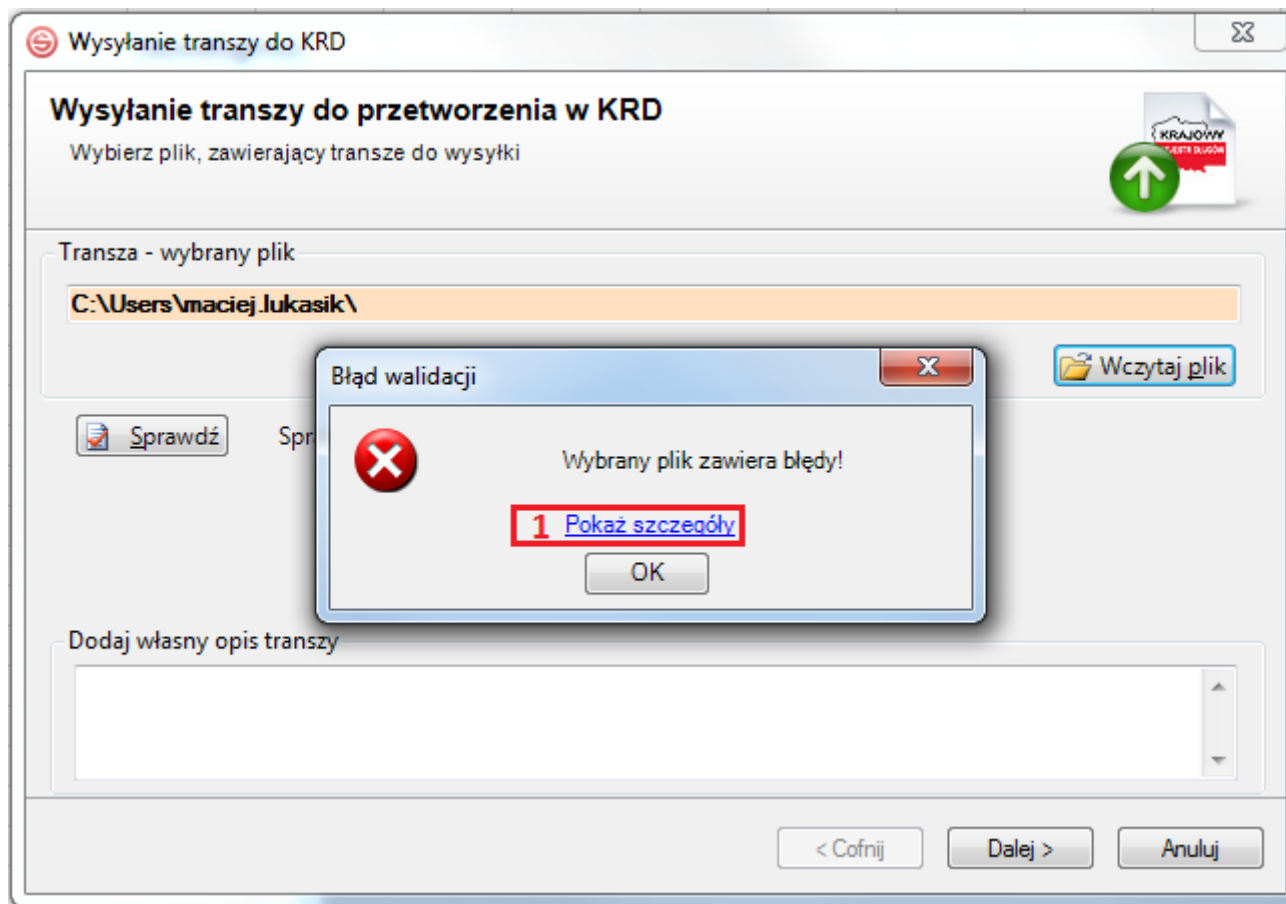 Wysyłanie transzy do KRD
Wysyłanie transzy do przetworzenia w KRD
Wybierz plik, zawierający transze do wysyłki
KRAJOWY
Transza - wybrany plik
C:\Users\maciej.lukasik\
Wczytaj plik
Błąd walidacji
Sprawdź
Wybrany plik zawiera błędy!
1 Pokaż szczegóły
OK
Dodaj własny opis transzy
< Cofnij
Dalej >
Anuluj